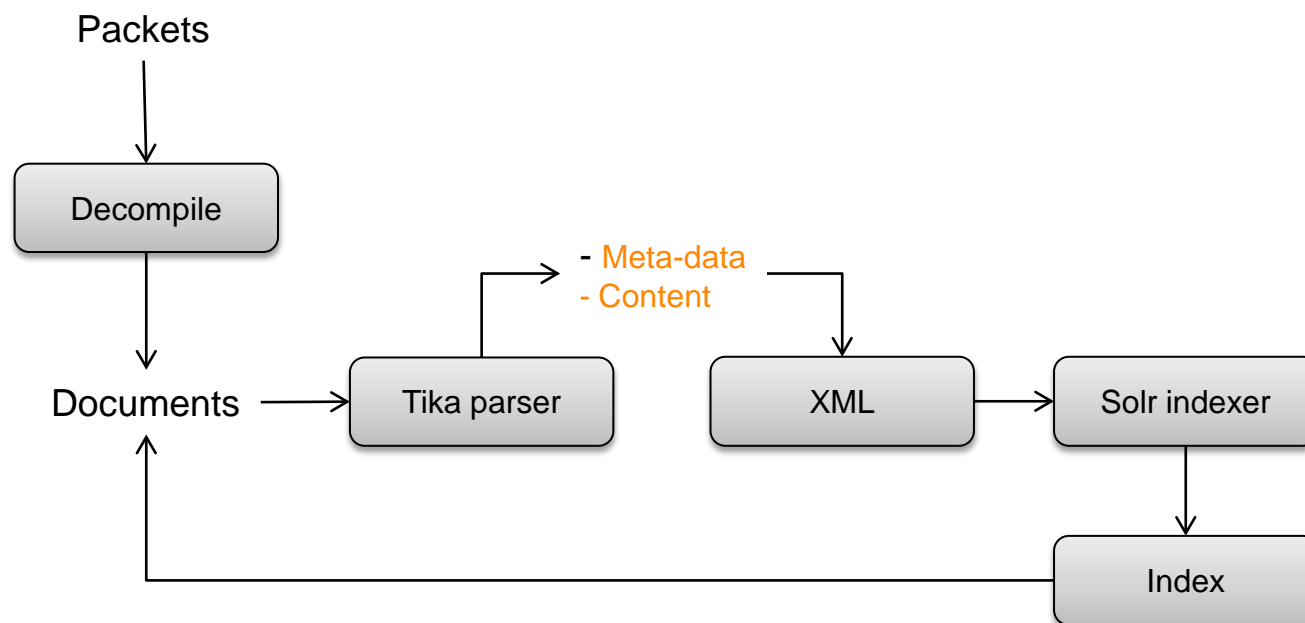 Packets
Decompile
- Meta-data
- Content
Documents
Tika parser
XML
Solr indexer
Index